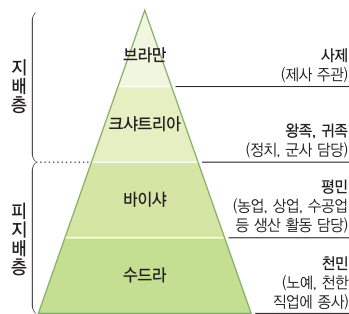 지배층
브라만
사제
(제사 주관)
크샤트리아
왕족, 귀족
(정치, 군사 담당)
피지배층
바이샤
평민
(농업, 상업, 수공업
등 생산 활동 담당)
수드라
천민
(노예, 천한
직업에 종사)